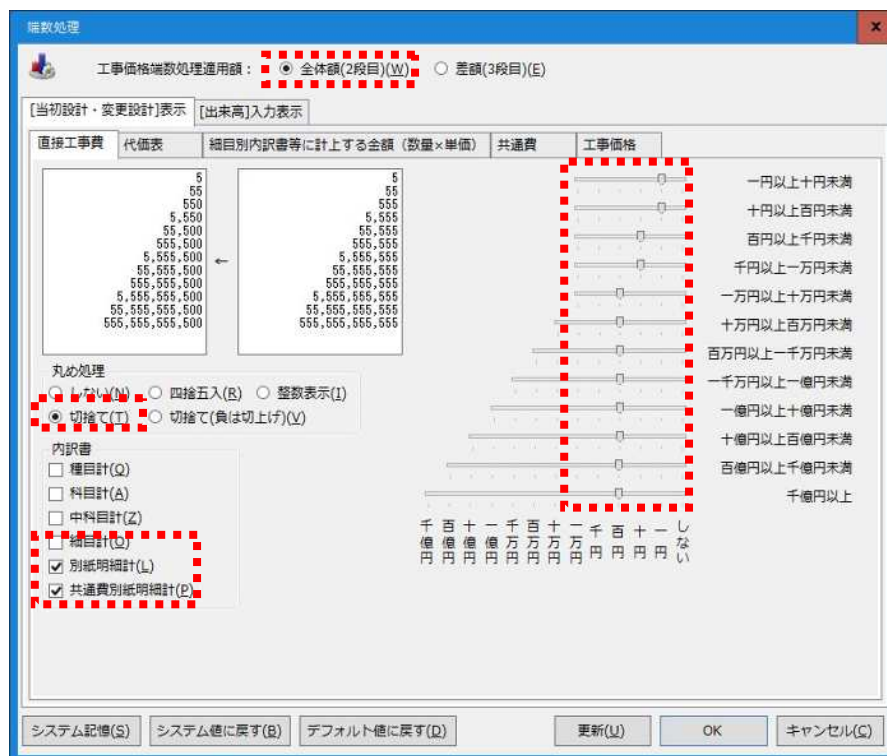 端数処理
x
工事価格端数処理適用額： 全体額(2段目)(W) 差額(3段目)(E)
[当初設計・変更設計]表示 [出来高]入力表示
直接工事費 代価表 細目別内訳書等に計上する金額（数量×単価） 共通費 工事価格
5
55
550
5,550
55,500
555,500
5,555,500
55,555,500
555,555,500
5,555,555,500
55,555,555,500
555,555,555,500
←
5
55
555
5,555
55,555
555,555
5,555,555
55,555,555
555,555,555
5,555,555,555
55,555,555,555
555,555,555,555
一円以上十円未満
十円以上百円未満
百円以上千円未満
千円以上一万円未満
一万円以上十万円未満
十万円以上百万円未満
百万円以上一千万円未満
一千万円以上一億円未満
一億円以上十億円未満
十億円以上百億円未満
百億円以上千億円未満
千億円以上
千億円 百億円 十億円 一億円 千万円 百万円 十万円 一万円 千円 百円 十円 一円 しない
丸め処理
しない(N) 四捨五入(R) 整数表示(I)
切捨て(T) 切捨て(負は切上げ)(V)
内訳書
種目計(Q)
科目計(A)
中科目計(Z)
細目計(O)
別紙明細計(L)
共通費別紙明細計(P)
システム記憶(S) システム値に戻す(B) デフォルト値に戻す(D) 更新(U) OK キャンセル(C)